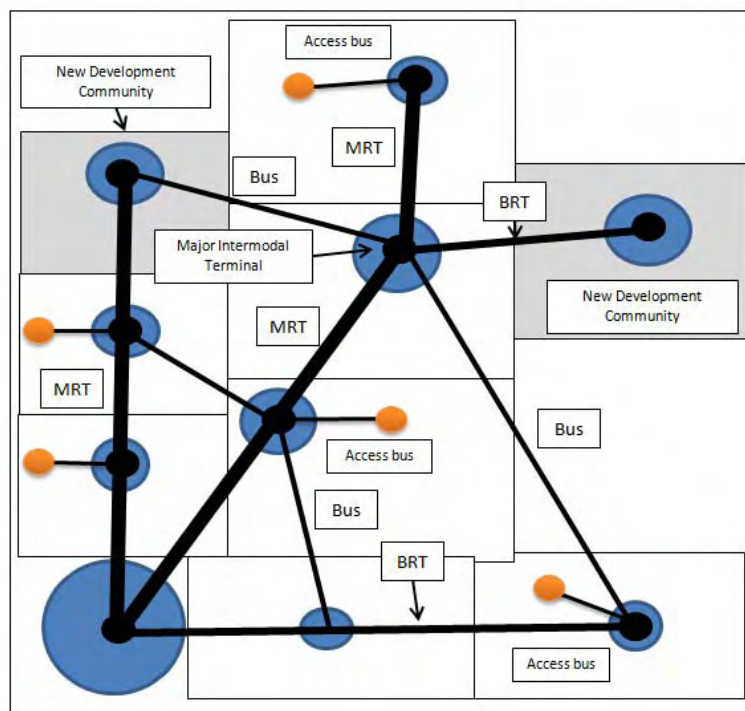 Access bus
New Development
Community
MRT
Bus
BRT
Major Intermodal
Terminal
New Development
Community
MRT
MRT
Bus
Access bus
Bus
BRT
Access bus